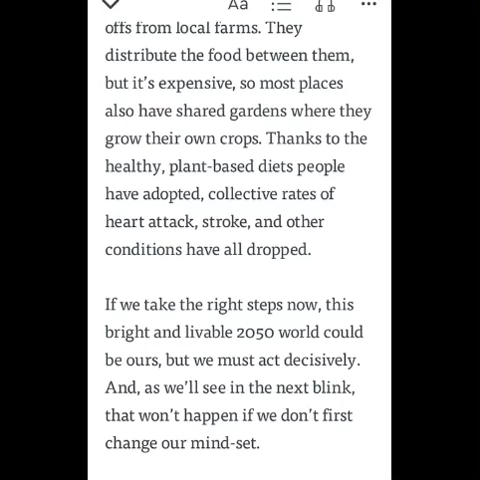 Aa
offs from local farms. They
distribute the food between them,
but it’s expensive, so most places
also have shared gardens where they
grow their own crops. Thanks to the
healthy, plant-based diets people
have adopted, collective rates of
heart attack, stroke, and other
conditions have all dropped.
If we take the right steps now, this
bright and livable 2050 world could
be ours, but we must act decisively.
And, as we’ll see in the next blink,
that won’t happen if we don’t first
change our mind-set.